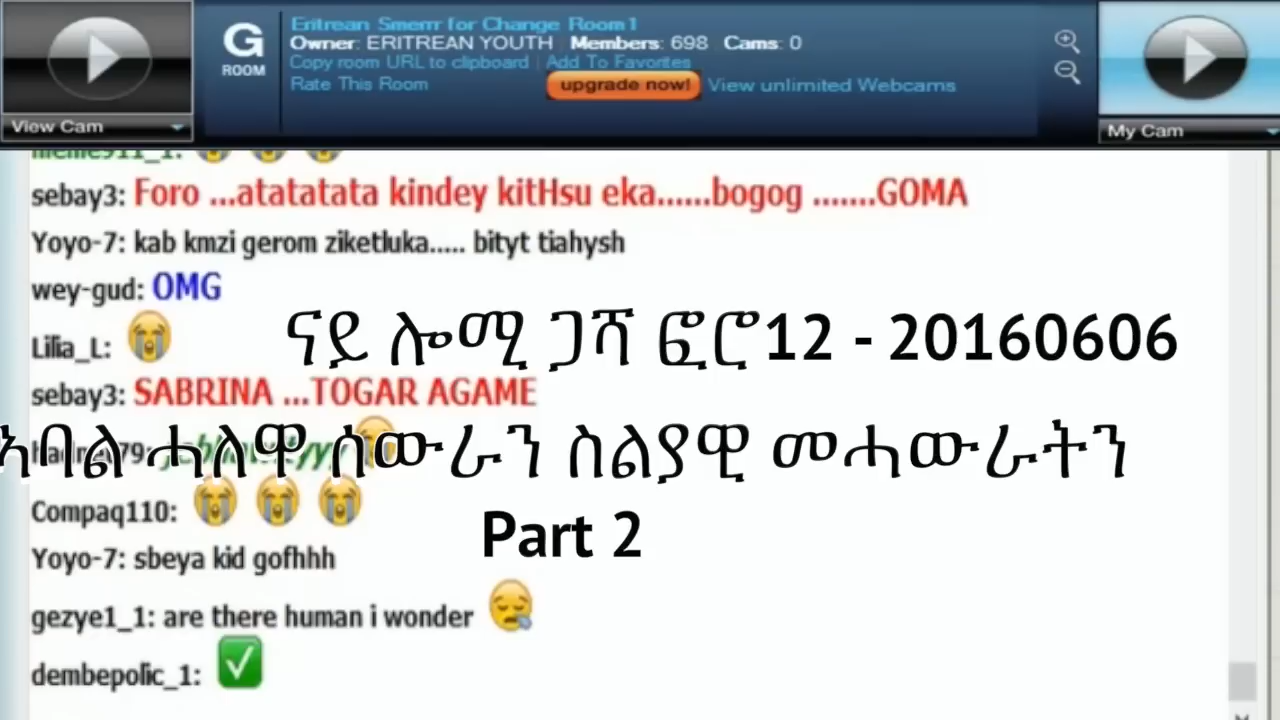 Eritrean Smerrr for Change Room1
G Owner: ERITREAN YOUTH Members: 698 Cams: 0
ROOM Copy room URL to clipboard | Add To Favorites
Rate This Room upgrade now! View unlimited Webcams
View Cam
My Cam
meme911_1:
sebay3: Foro ...atatatata kindey kitHsu eka......bogog .......GOMA
Yoyo-7: kab kmzi gerom ziketluka..... bityt tiahysh
wey-gud: OMG
Lilia_L:
ናይ ሎሚ ጋሻ ፎሮ12 - 20160606
sebay3: SABRINA ...TOGAR AGAME
ኣባል ሓለዋ ሰውራን ስልያዊ መሓውራትን
Compaq110:
Part 2
Yoyo-7: sbeya kid gofhhh
gezye1_1: are there human i wonder
dembepolic_1: